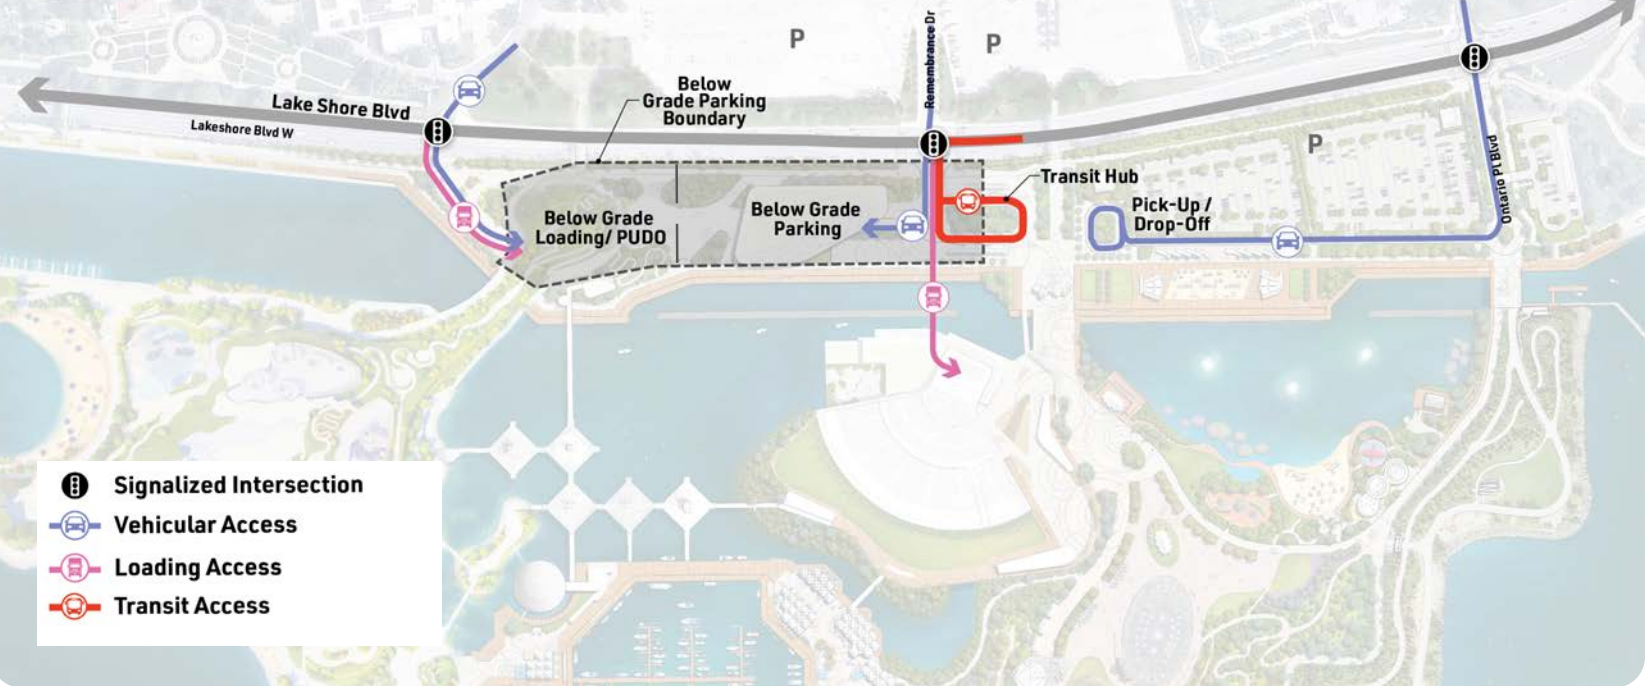 P
P
Remembrance Dr
Below
Grade Parking
Boundary
Lake Shore Blvd
Lakeshore Blvd W
P
Ontario Pl Blvd
Transit Hub
Pick-Up /
Drop-Off
Below Grade
Loading/ PUDO
Below Grade
Parking
Signalized Intersection
Vehicular Access
Loading Access
Transit Access